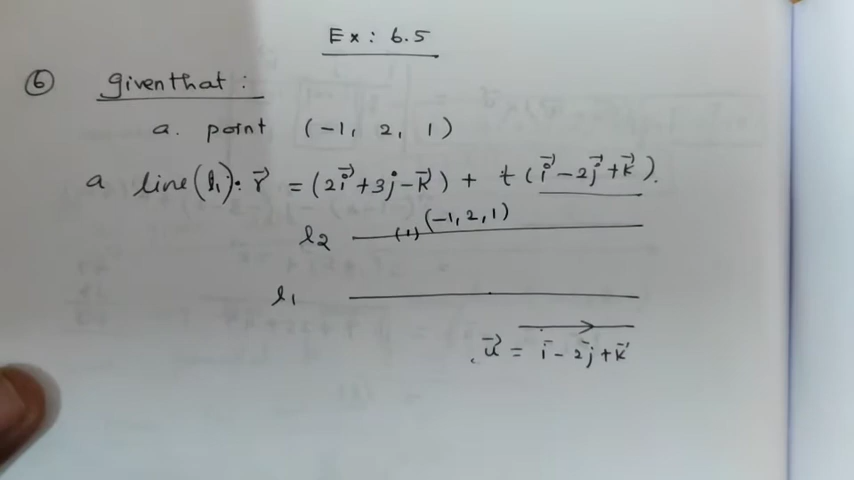 Ex: 6.5
⑥ Given that:
a. point (-1, 2, 1)
a line (l₁): r⃗ = (2i⃗ + 3j - k⃗) + t (i⃗ - 2j⃗ + k⃗).
l₂ (1) (-1, 2, 1)
l₁
u⃗ = i⃗ - 2j⃗ + k⃗